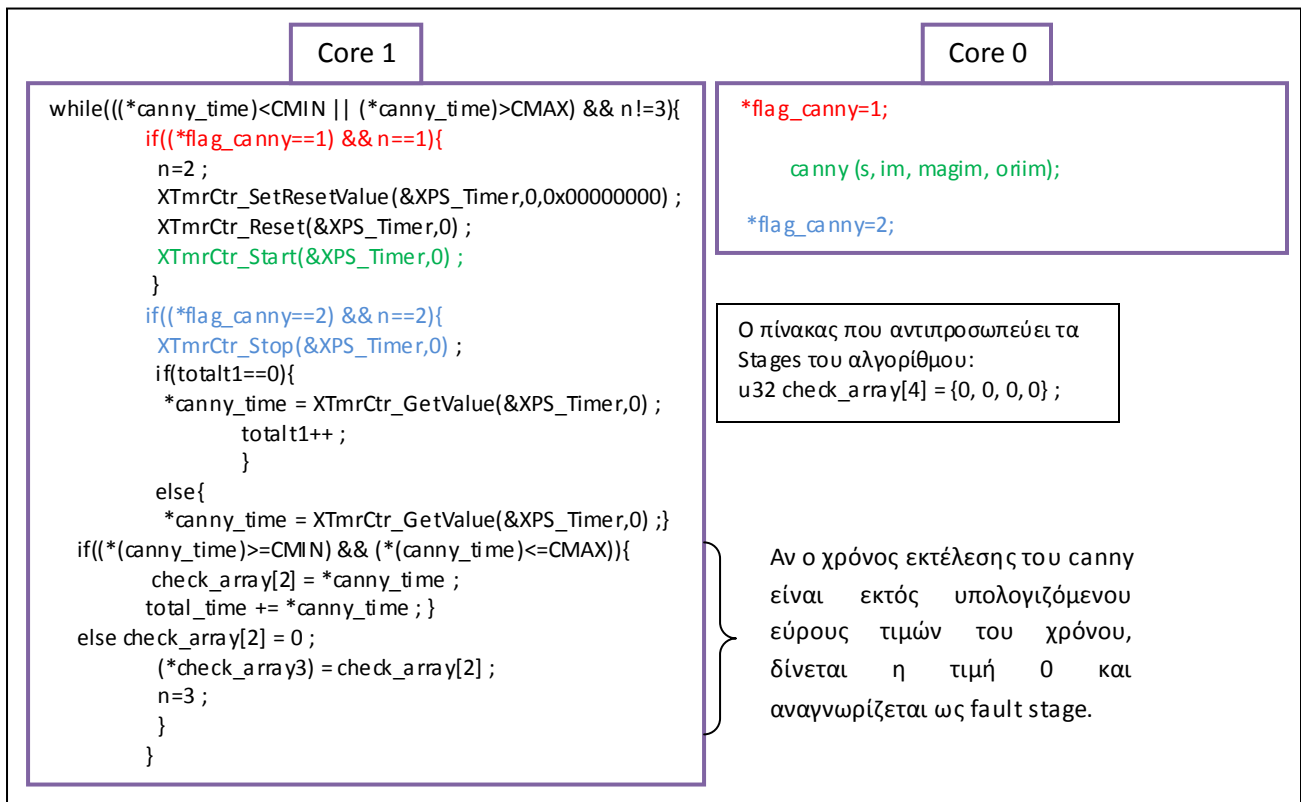 Core 1
while(((*canny_time)<CMIN || (*canny_time)>CMAX) && n!=3){
if((*flag_canny==1) && n==1){
n=2 ;
XTmrCtr_SetResetValue(&XPS_Timer,0,0x00000000) ;
XTmrCtr_Reset(&XPS_Timer,0) ;
XTmrCtr_Start(&XPS_Timer,0) ;
}
if((*flag_canny==2) && n==2){
XTmrCtr_Stop(&XPS_Timer,0) ;
if(totalt1==0){
*canny_time = XTmrCtr_GetValue(&XPS_Timer,0) ;
totalt1++ ;
}
else{
*canny_time = XTmrCtr_GetValue(&XPS_Timer,0) ;}
if((*(canny_time)>=CMIN) && (*(canny_time)<=CMAX)){
check_array[2] = *canny_time ;
total_time += *canny_time ; }
else check_array[2] = 0 ;
(*check_array3) = check_array[2] ;
n=3 ;
}
}
Core 0
*flag_canny=1;
canny (s, im, magim, oriim);
*flag_canny=2;
Ο πίνακας που αντιπροσωπεύει τα
Stages του αλγορίθμου:
u32 check_array[4] = {0, 0, 0, 0} ;
Αν ο χρόνος εκτέλεσης του canny
είναι εκτός υπολογιζόμενου
εύρους τιμών του χρόνου,
δίνεται η τιμή 0 και
αναγνωρίζεται ως fault stage.